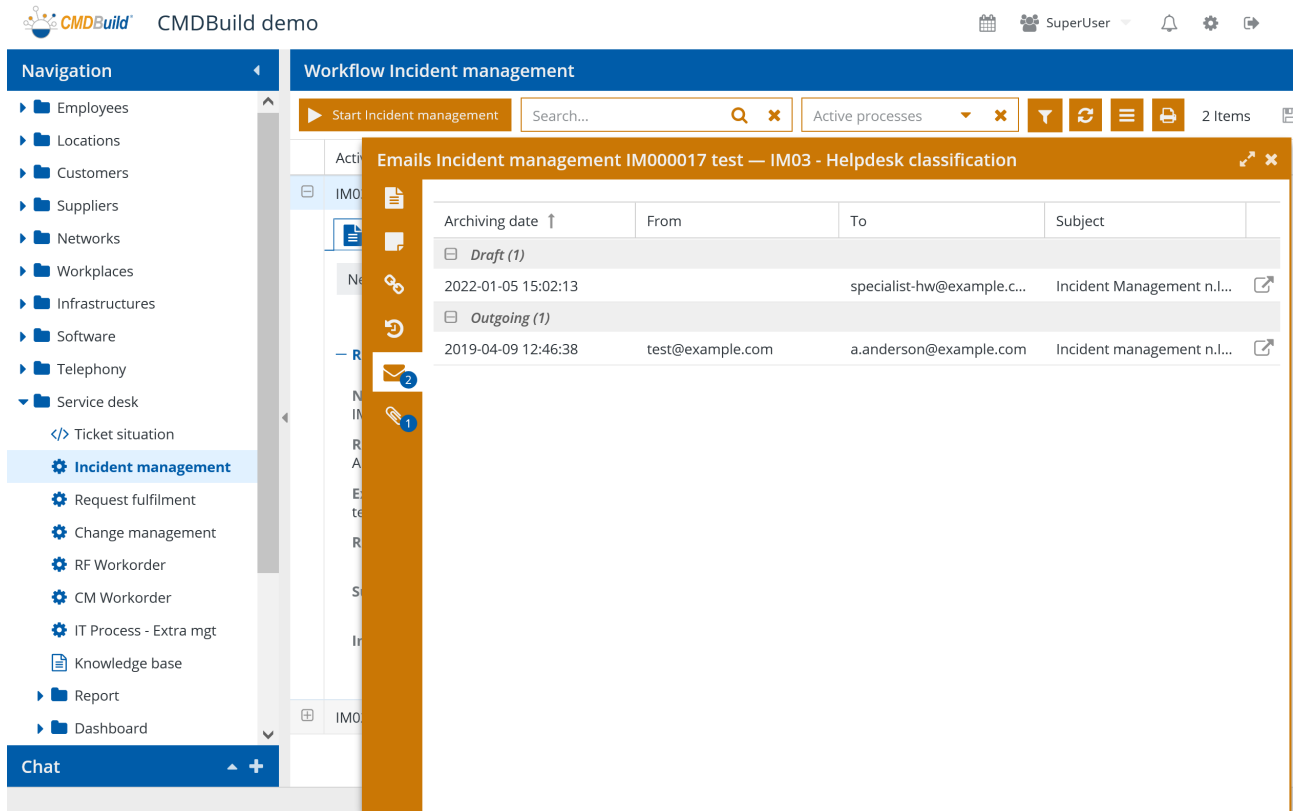 CMDBuild CMDBuild demo SuperUser
Navigation
Workflow Incident management
Employees
Locations
Customers
Suppliers
Networks
Workplaces
Infrastructures
Software
Telephony
Service desk
Ticket situation
Incident management
Request fulfilment
Change management
RF Workorder
CM Workorder
IT Process - Extra mgt
Knowledge base
Report
Dashboard
Chat
Start Incident management Search... Active processes 2 Items
Emails Incident management IM000017 test — IM03 - Helpdesk classification
Archiving date From To Subject
Draft (1)
2022-01-05 15:02:13 specialist-hw@example.c... Incident Management n.I...
Outgoing (1)
2019-04-09 12:46:38 test@example.com a.anderson@example.com Incident management n.I...
2
1